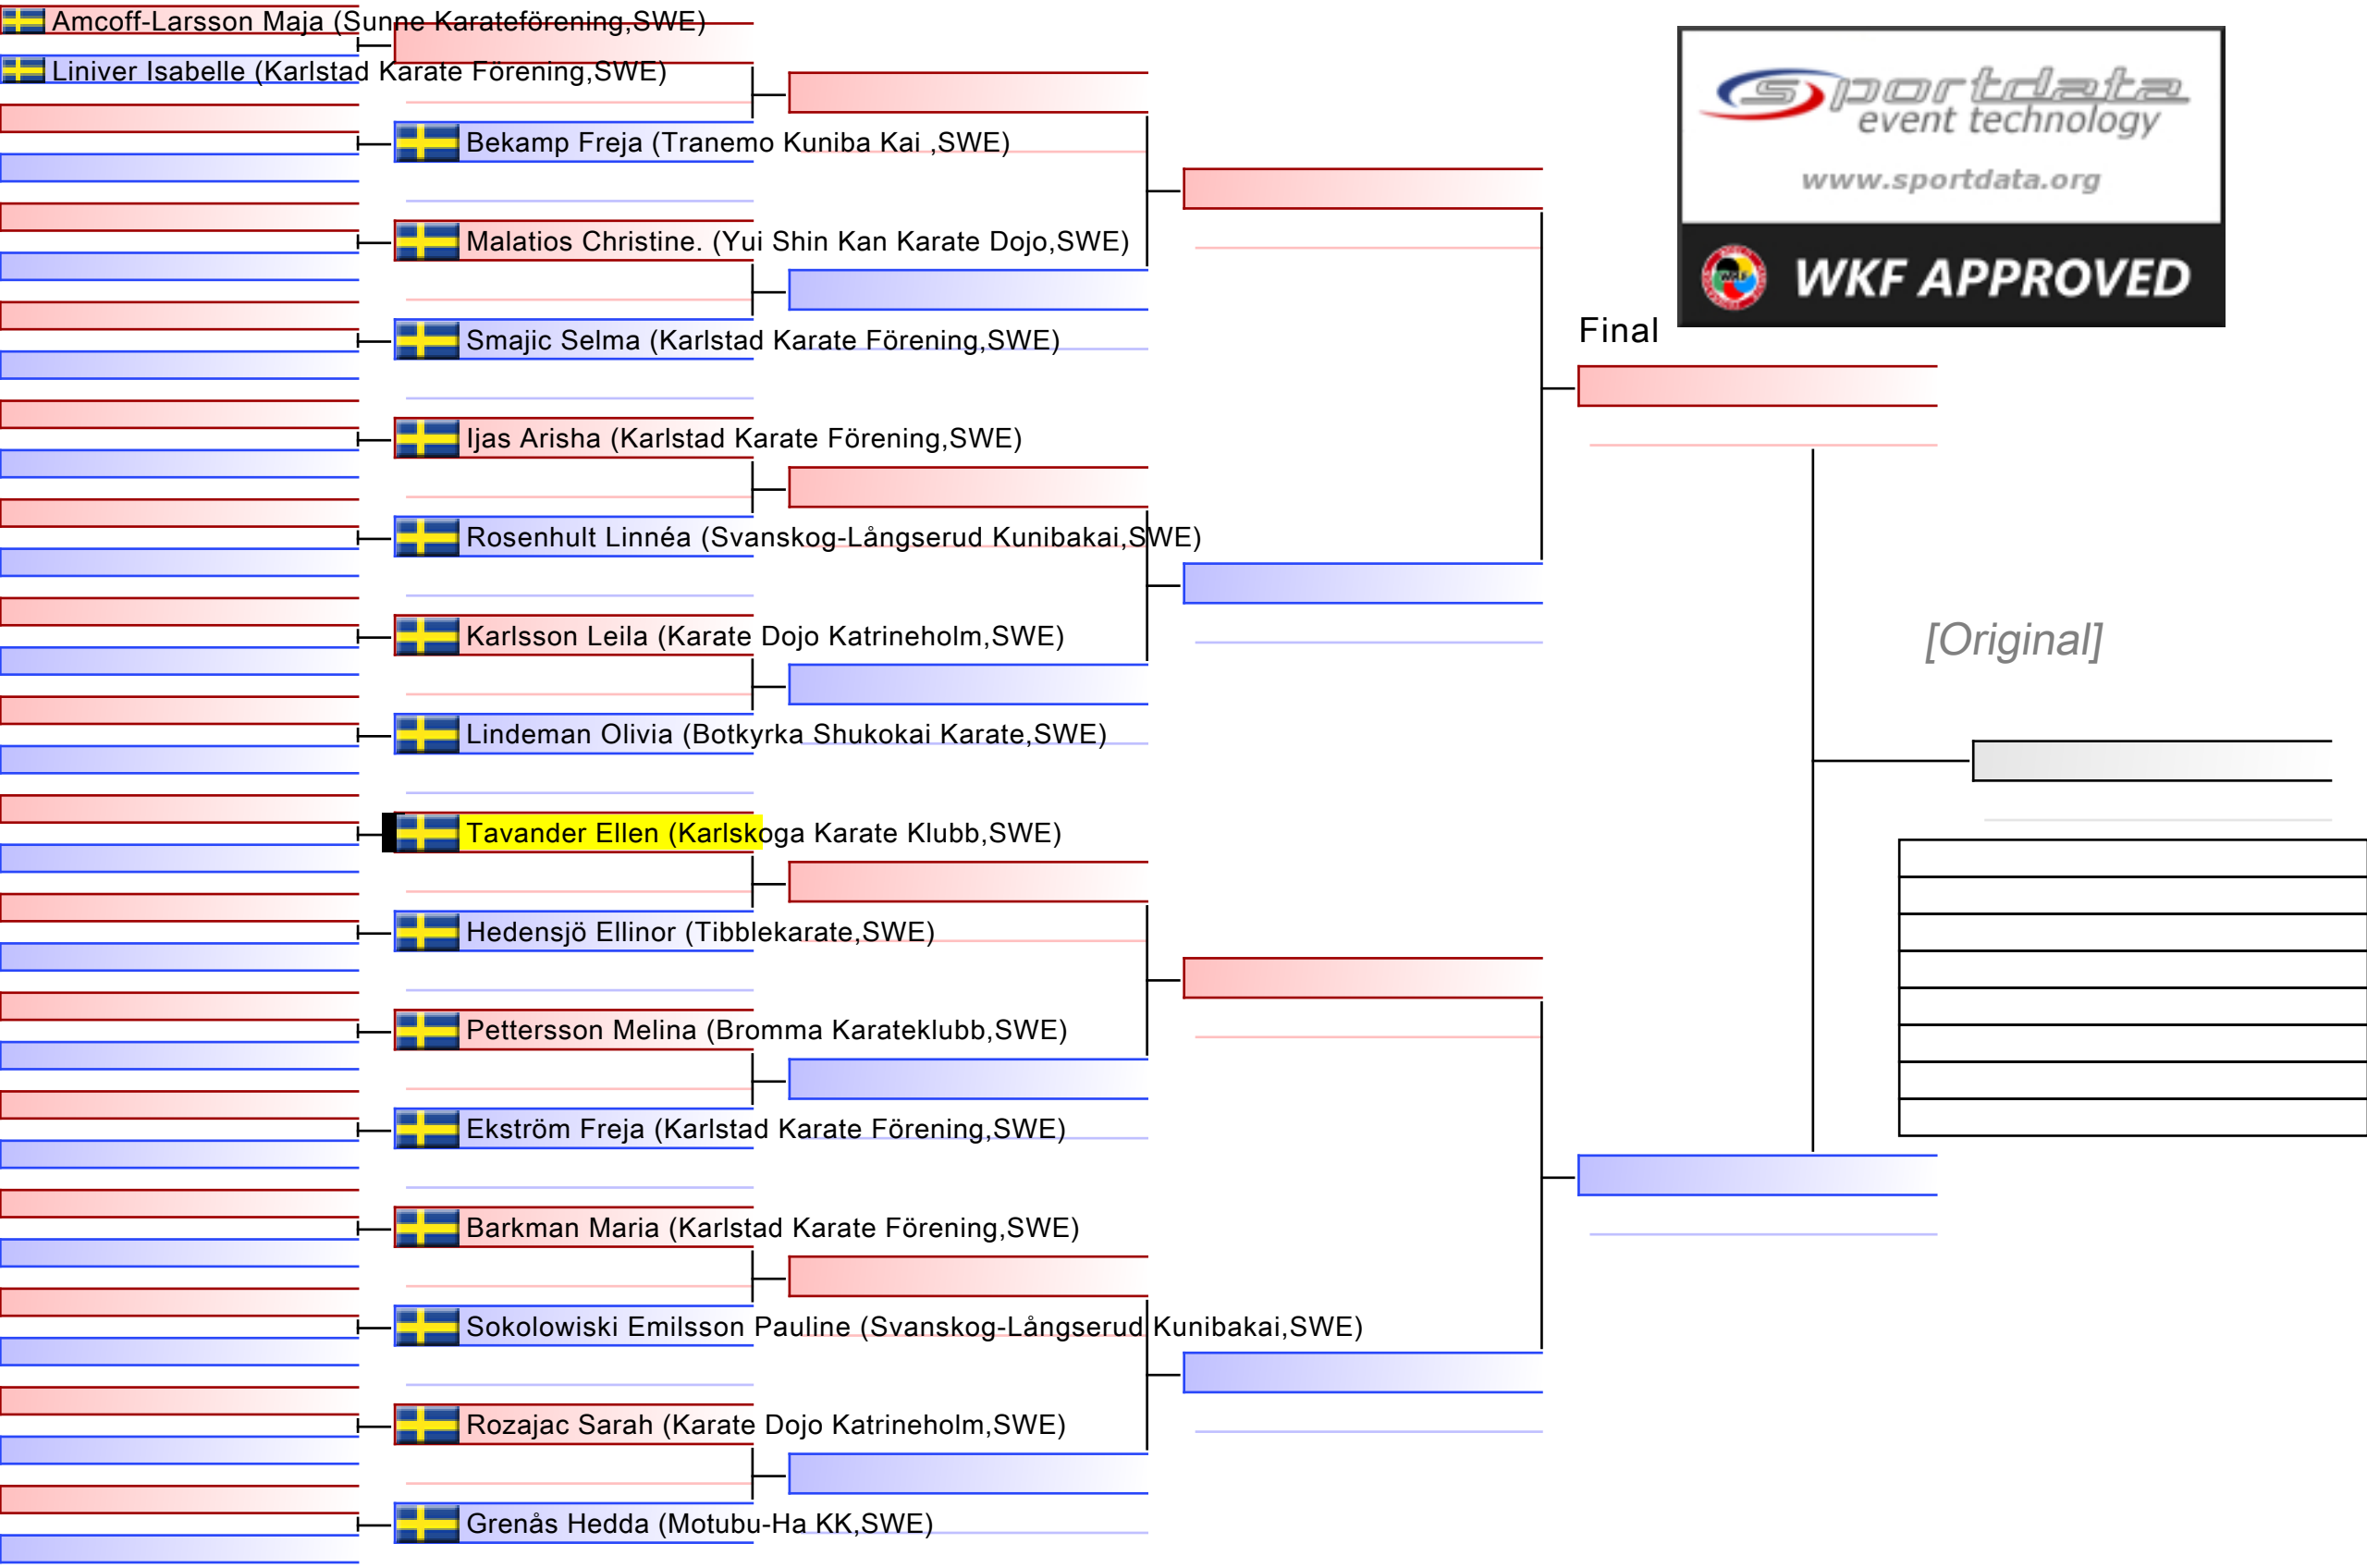 Amcoff-Larsson Maja (Sunne Karateförening,SWE)
Liniver Isabelle (Karlstad Karate Förening,SWE)
Bekamp Freja (Tranemo Kuniba Kai ,SWE)
Malatios Christine. (Yui Shin Kan Karate Dojo,SWE)
Smajic Selma (Karlstad Karate Förening,SWE)
Ijas Arisha (Karlstad Karate Förening,SWE)
Rosenhult Linnéa (Svanskog-Långserud Kunibakai,SWE)
Karlsson Leila (Karate Dojo Katrineholm,SWE)
Lindeman Olivia (Botkyrka Shukokai Karate,SWE)
Tavander Ellen (Karlskoga Karate Klubb,SWE)
Hedensjö Ellinor (Tibblekarate,SWE)
Pettersson Melina (Bromma Karateklubb,SWE)
Ekström Freja (Karlstad Karate Förening,SWE)
Barkman Maria (Karlstad Karate Förening,SWE)
Sokolowiski Emilsson Pauline (Svanskog-Långserud Kunibakai,SWE)
Rozajac Sarah (Karate Dojo Katrineholm,SWE)
Grenås Hedda (Motubu-Ha KK,SWE)
sportdata
event technology
www.sportdata.org
WKF
WKF APPROVED
Final
[Original]